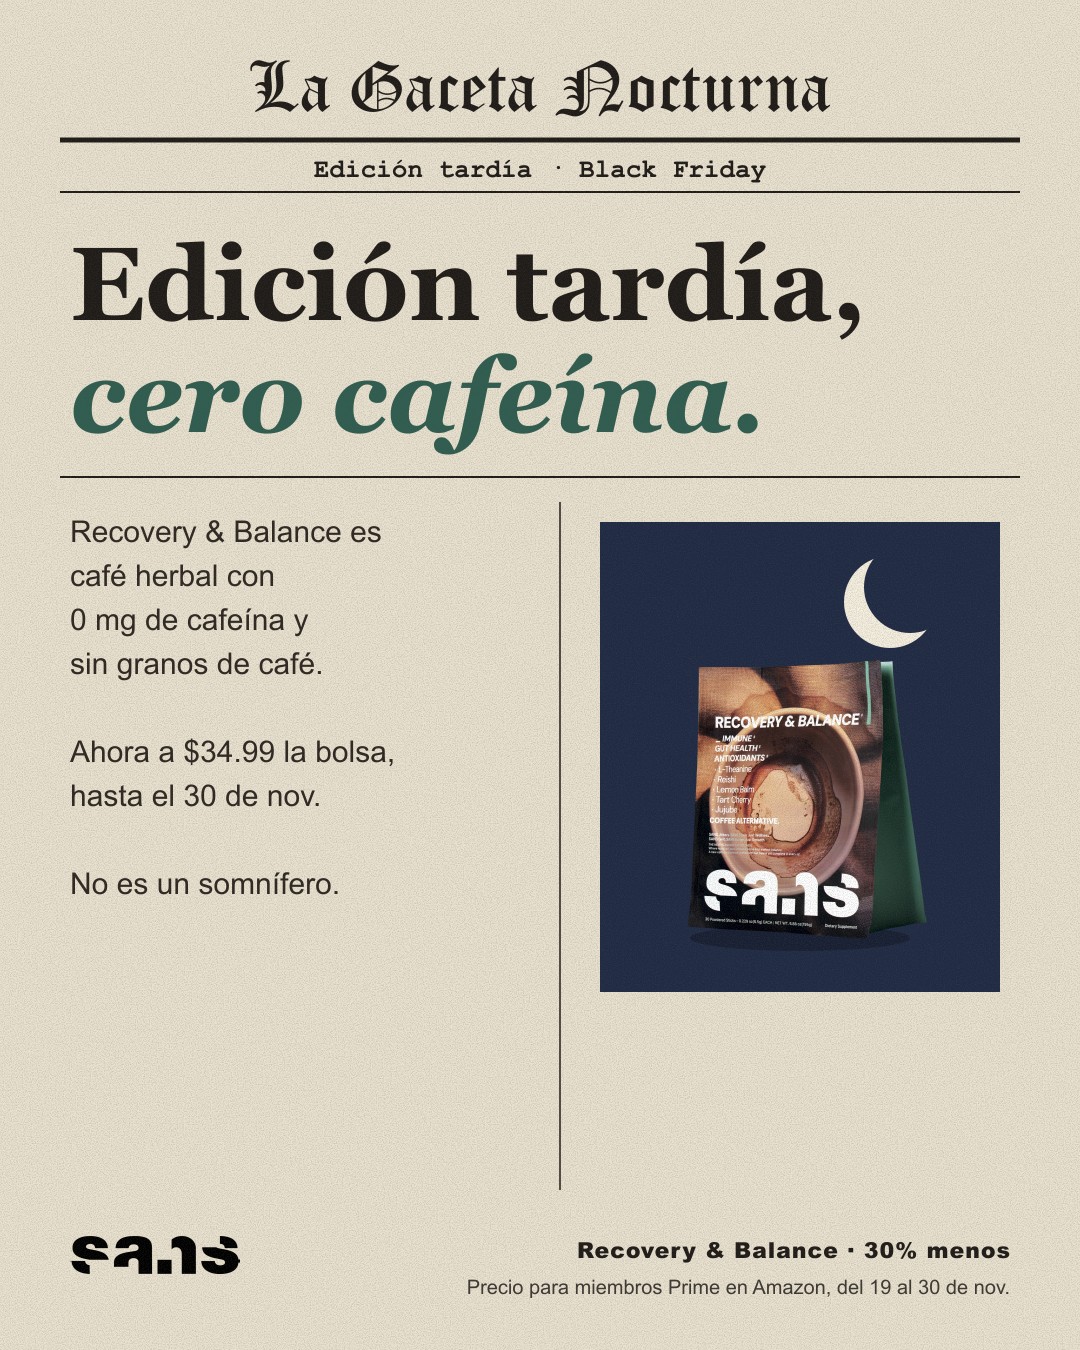 La Gaceta Nocturna
Edición tardía · Black Friday
Edición tardía,
cero cafeína.
Recovery & Balance es
café herbal con
0 mg de cafeína y
sin granos de café.
Ahora a $34.99 la bolsa,
hasta el 30 de nov.
No es un somnífero.
RECOVERY & BALANCE
IMMUNE
GUT HEALTH
ANTIOXIDANTS
L-Theanine
Reishi
Lemon Balm
Tart Cherry
Jujube
COFFEE ALTERNATIVE.
sans
Dietary Supplement
sans
Recovery & Balance · 30% menos
Precio para miembros Prime en Amazon, del 19 al 30 de nov.